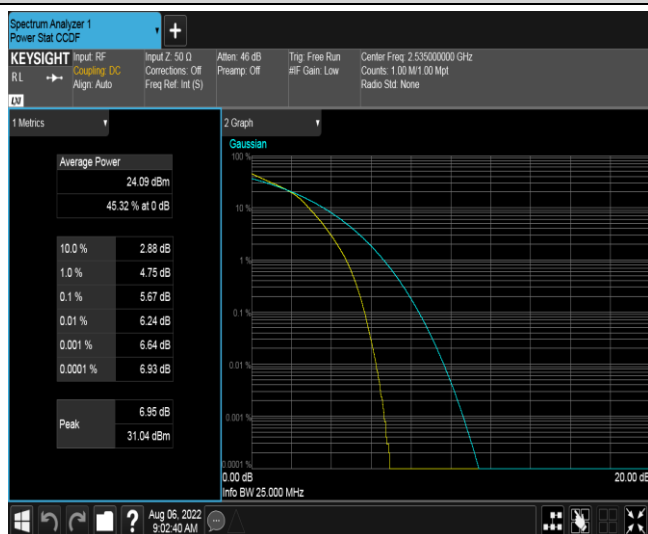 Spectrum Analyzer 1
Power Stat CCDF
+
KEYSIGHT
RL
LXI
Input: RF
Coupling: DC
Align: Auto
Input Z: 50 Ω
Corrections: Off
Freq Ref: Int (S)
Atten: 46 dB
Preamp: Off
Trig: Free Run
#IF Gain: Low
Center Freq: 2.535000000 GHz
Counts: 1.00 M/1.00 Mpt
Radio Std: None
1 Metrics
Average Power
24.09 dBm
45.32 % at 0 dB
10.0 % 2.88 dB
1.0 % 4.75 dB
0.1 % 5.67 dB
0.01 % 6.24 dB
0.001 % 6.64 dB
0.0001 % 6.93 dB
Peak
6.95 dB
31.04 dBm
2 Graph
Gaussian
100 %
10 %
1 %
0.1 %
0.01 %
0.001 %
0.0001 %
0.00 dB 20.00 dB
Info BW 25.000 MHz
?
Aug 06, 2022
9:02:40 AM